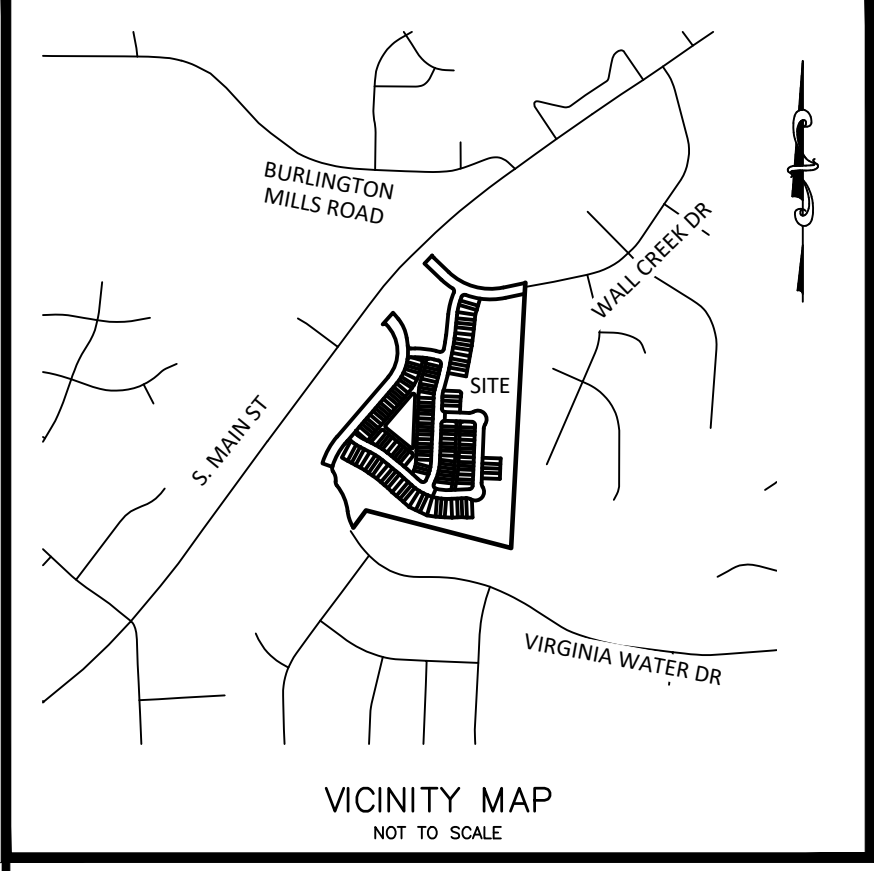 BURLINGTON
MILLS ROAD
WALL CREEK DR
SITE
S. MAIN ST
VIRGINIA WATER DR
VICINITY MAP
NOT TO SCALE